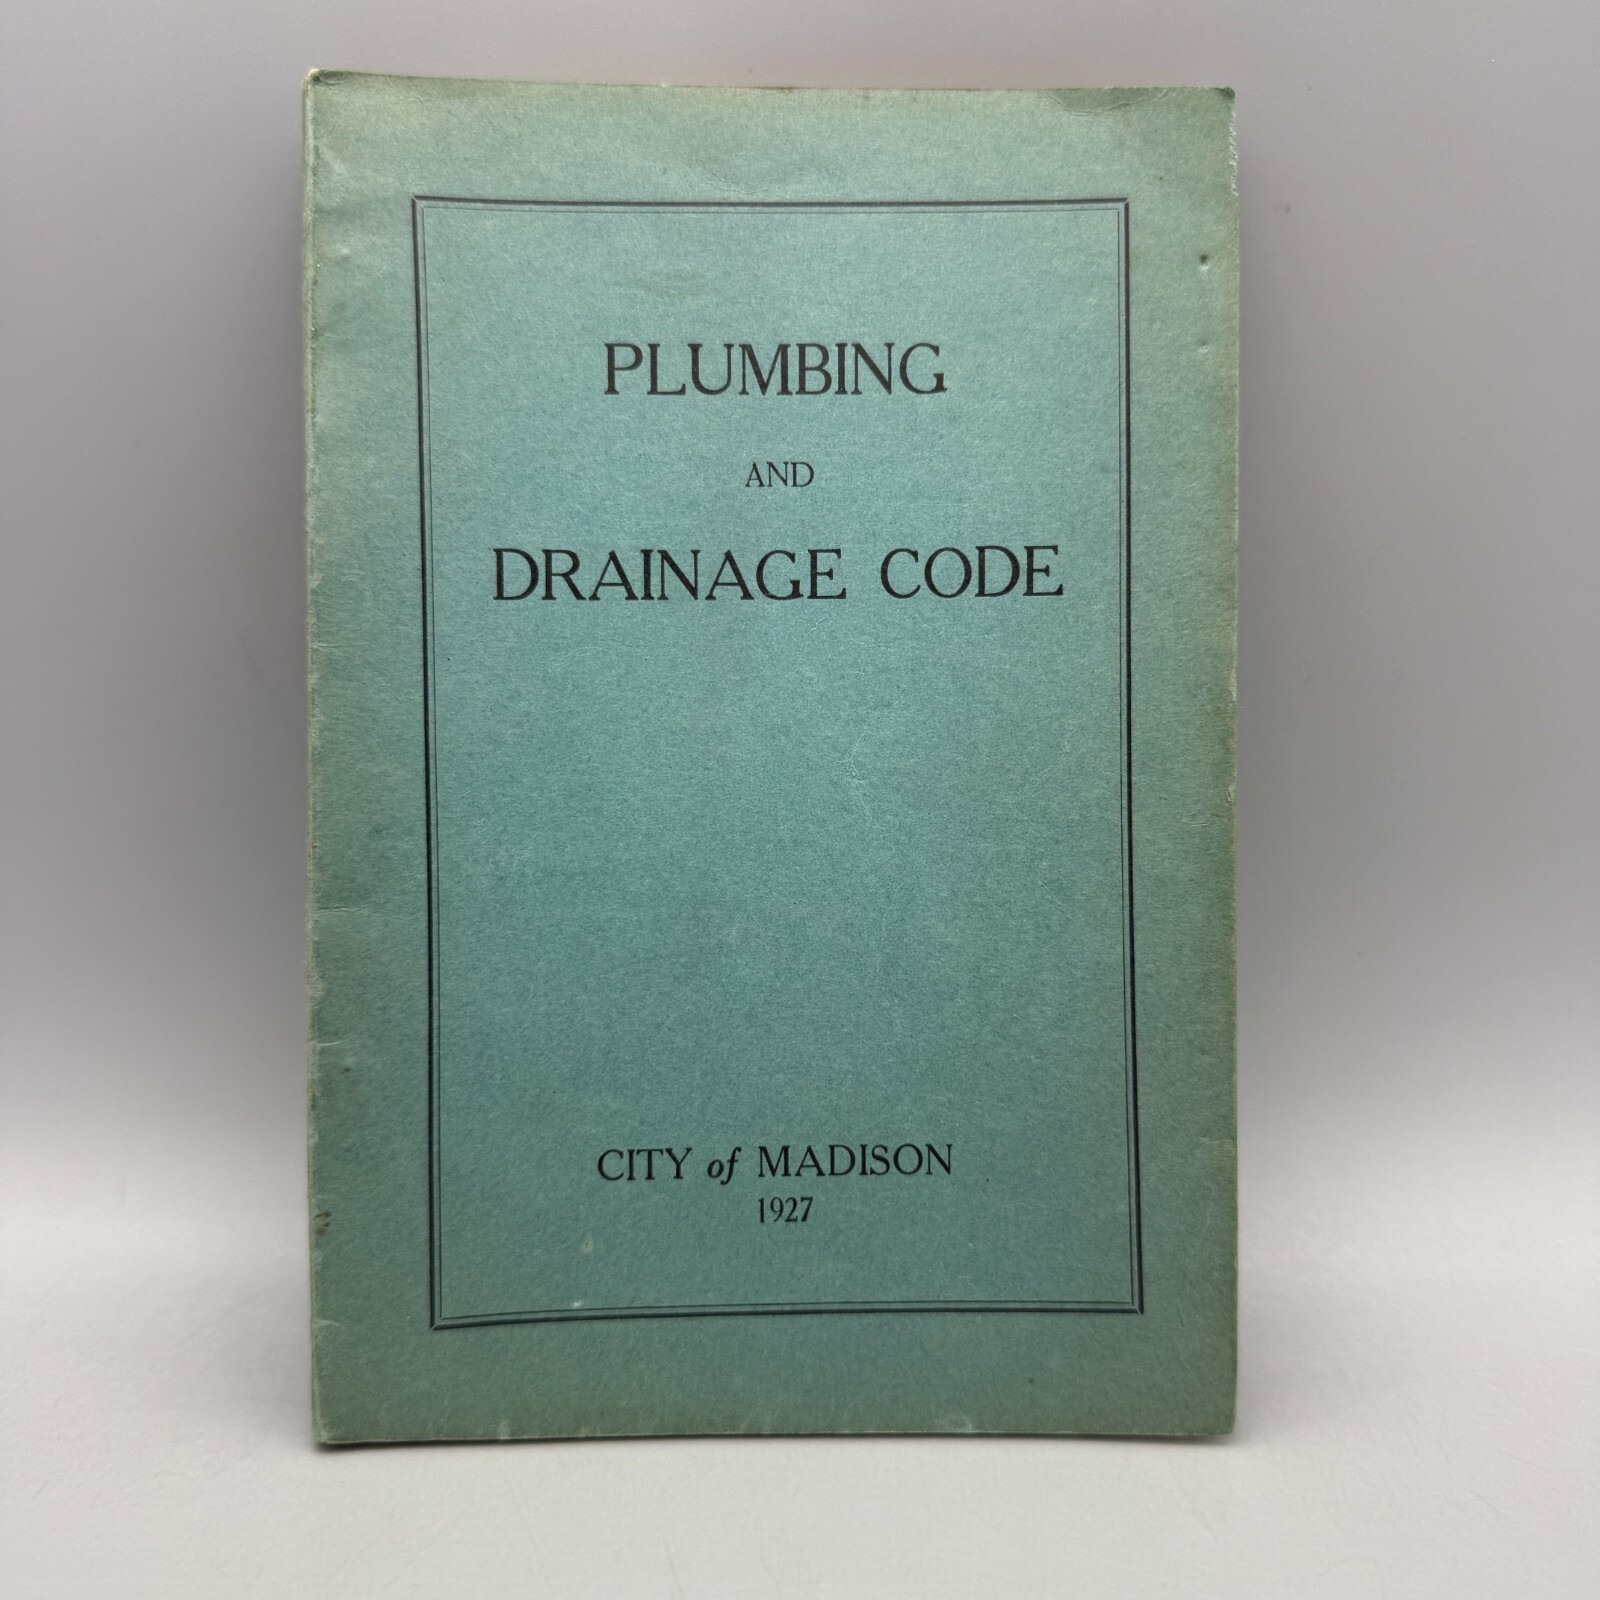 PLUMBING
AND
DRAINAGE CODE
CITY of MADISON
1927